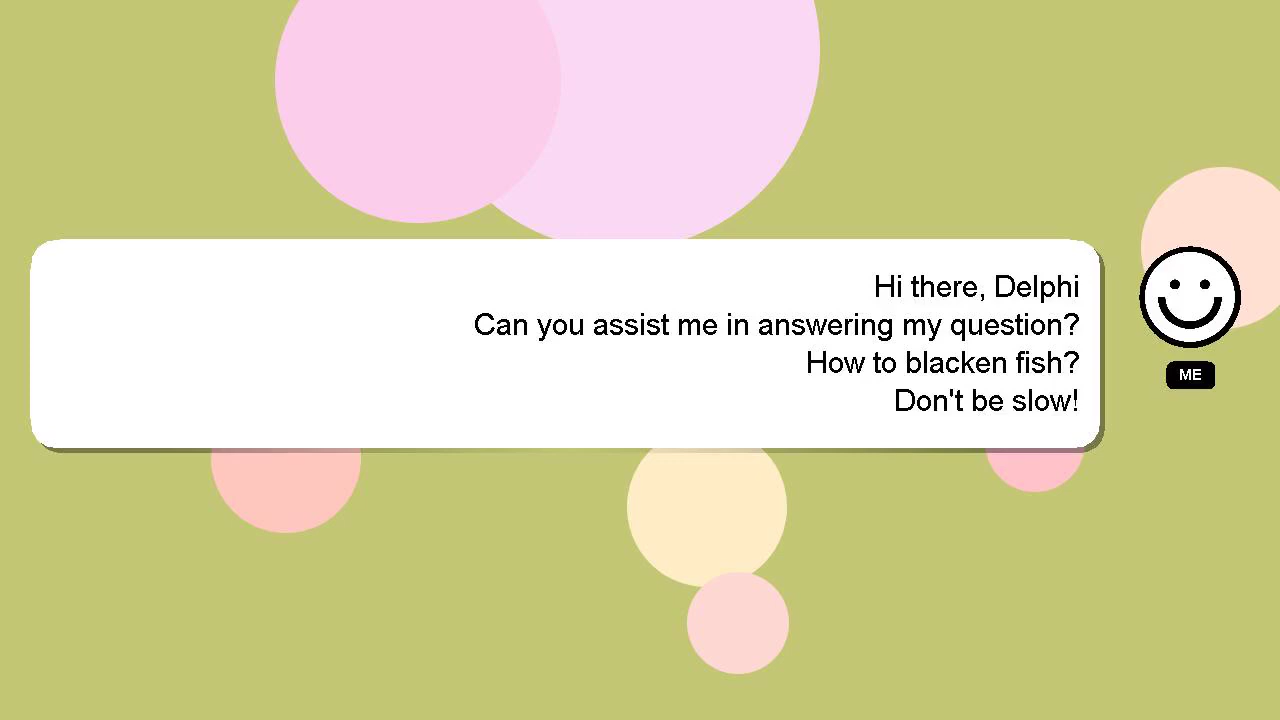 Hi there, Delphi
Can you assist me in answering my question?
How to blacken fish?
Don't be slow!
ME